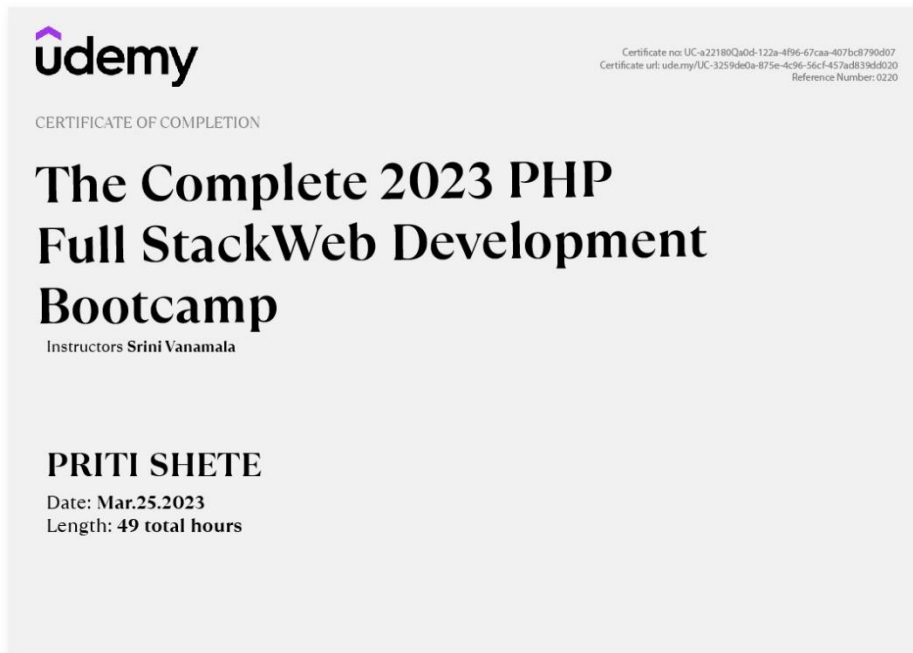 ûdemy
Certificate no: UC-a22180Qa0d-122a-4f96-67caa-407bc8790d07
Certificate url: ude.my/UC-3259de0a-875e-4c96-56cf-457ad839dd020
Reference Number: 0220
CERTIFICATE OF COMPLETION
The Complete 2023 PHP
Full StackWeb Development
Bootcamp
Instructors Srini Vanamala
PRITI SHETE
Date: Mar.25.2023
Length: 49 total hours